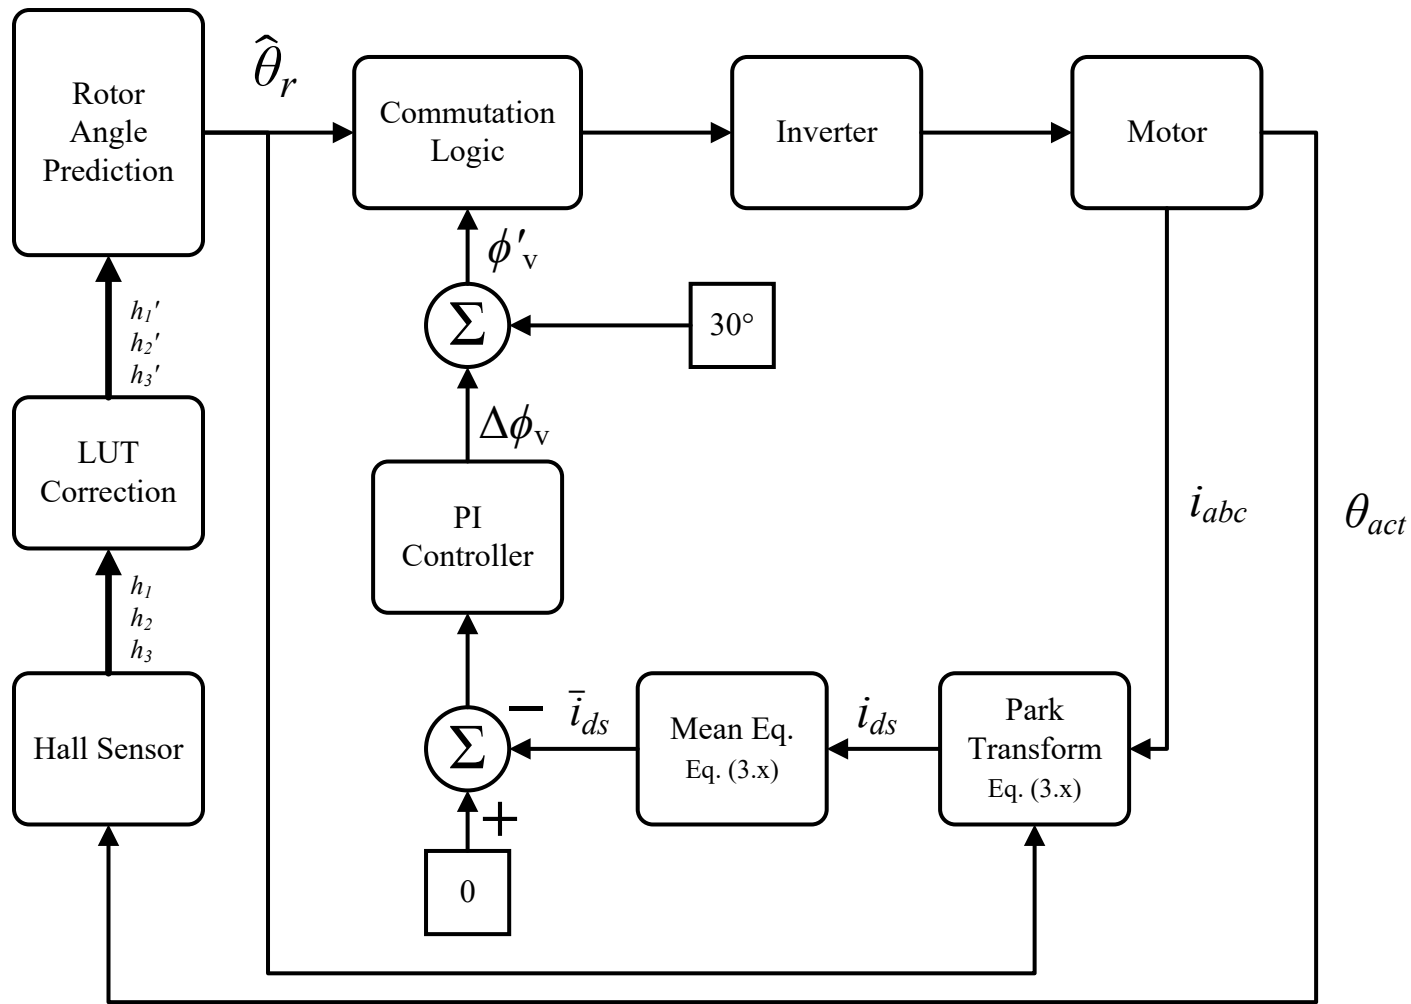 Rotor
Angle
Prediction
θ̂r
Commutation
Logic
Inverter
Motor
ϕ′v
h1′
h2′
h3′
Σ
30°
Δϕv
LUT
Correction
PI
Controller
iabc
θact
h1
h2
h3
Hall Sensor
Σ
−
i̅ds
Mean Eq.
Eq. (3.x)
ids
Park
Transform
Eq. (3.x)
+
0